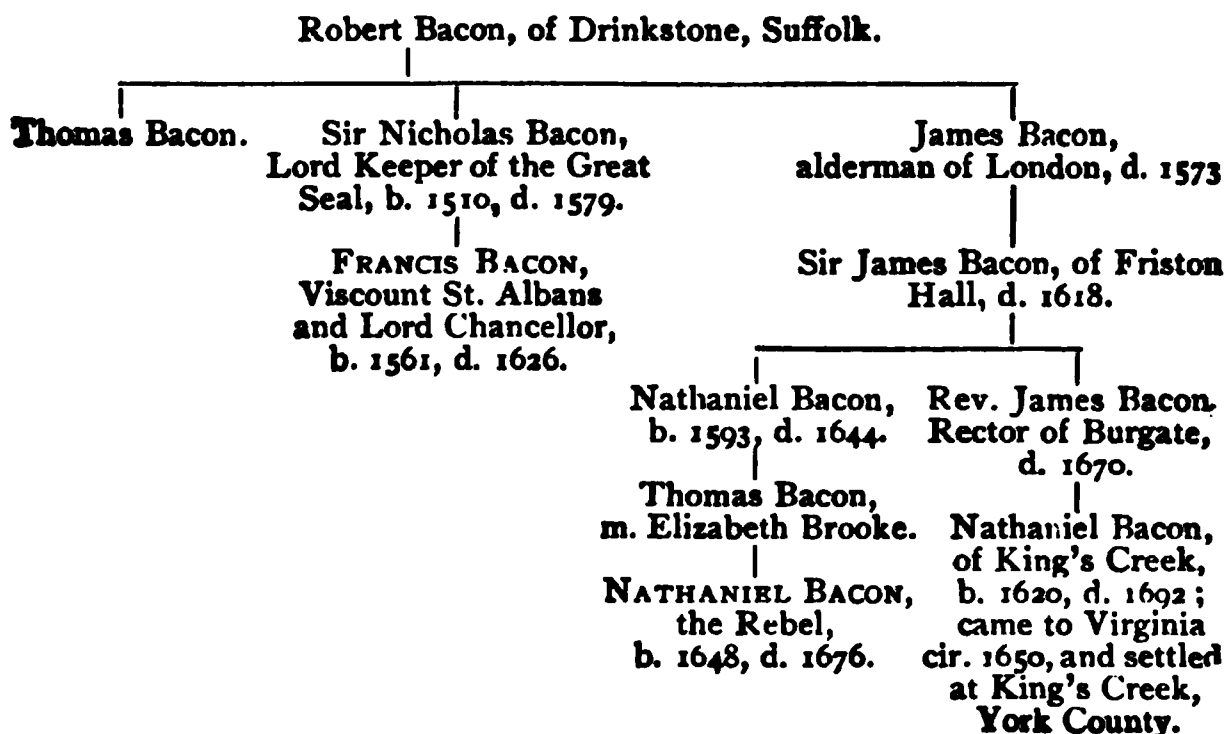 Robert Bacon, of Drinkstone, Suffolk.
Thomas Bacon.
Sir Nicholas Bacon,
Lord Keeper of the Great
Seal, b. 1510, d. 1579.
FRANCIS BACON,
Viscount St. Albans
and Lord Chancellor,
b. 1561, d. 1626.
James Bacon,
alderman of London, d. 1573
Sir James Bacon, of Friston
Hall, d. 1618.
Nathaniel Bacon,
b. 1593, d. 1644.
Thomas Bacon,
m. Elizabeth Brooke.
NATHANIEL BACON,
the Rebel,
b. 1648, d. 1676.
Rev. James Bacon.
Rector of Burgate,
d. 1670.
Nathaniel Bacon,
of King's Creek,
b. 1620, d. 1692;
came to Virginia
cir. 1650, and settled
at King's Creek,
York County.